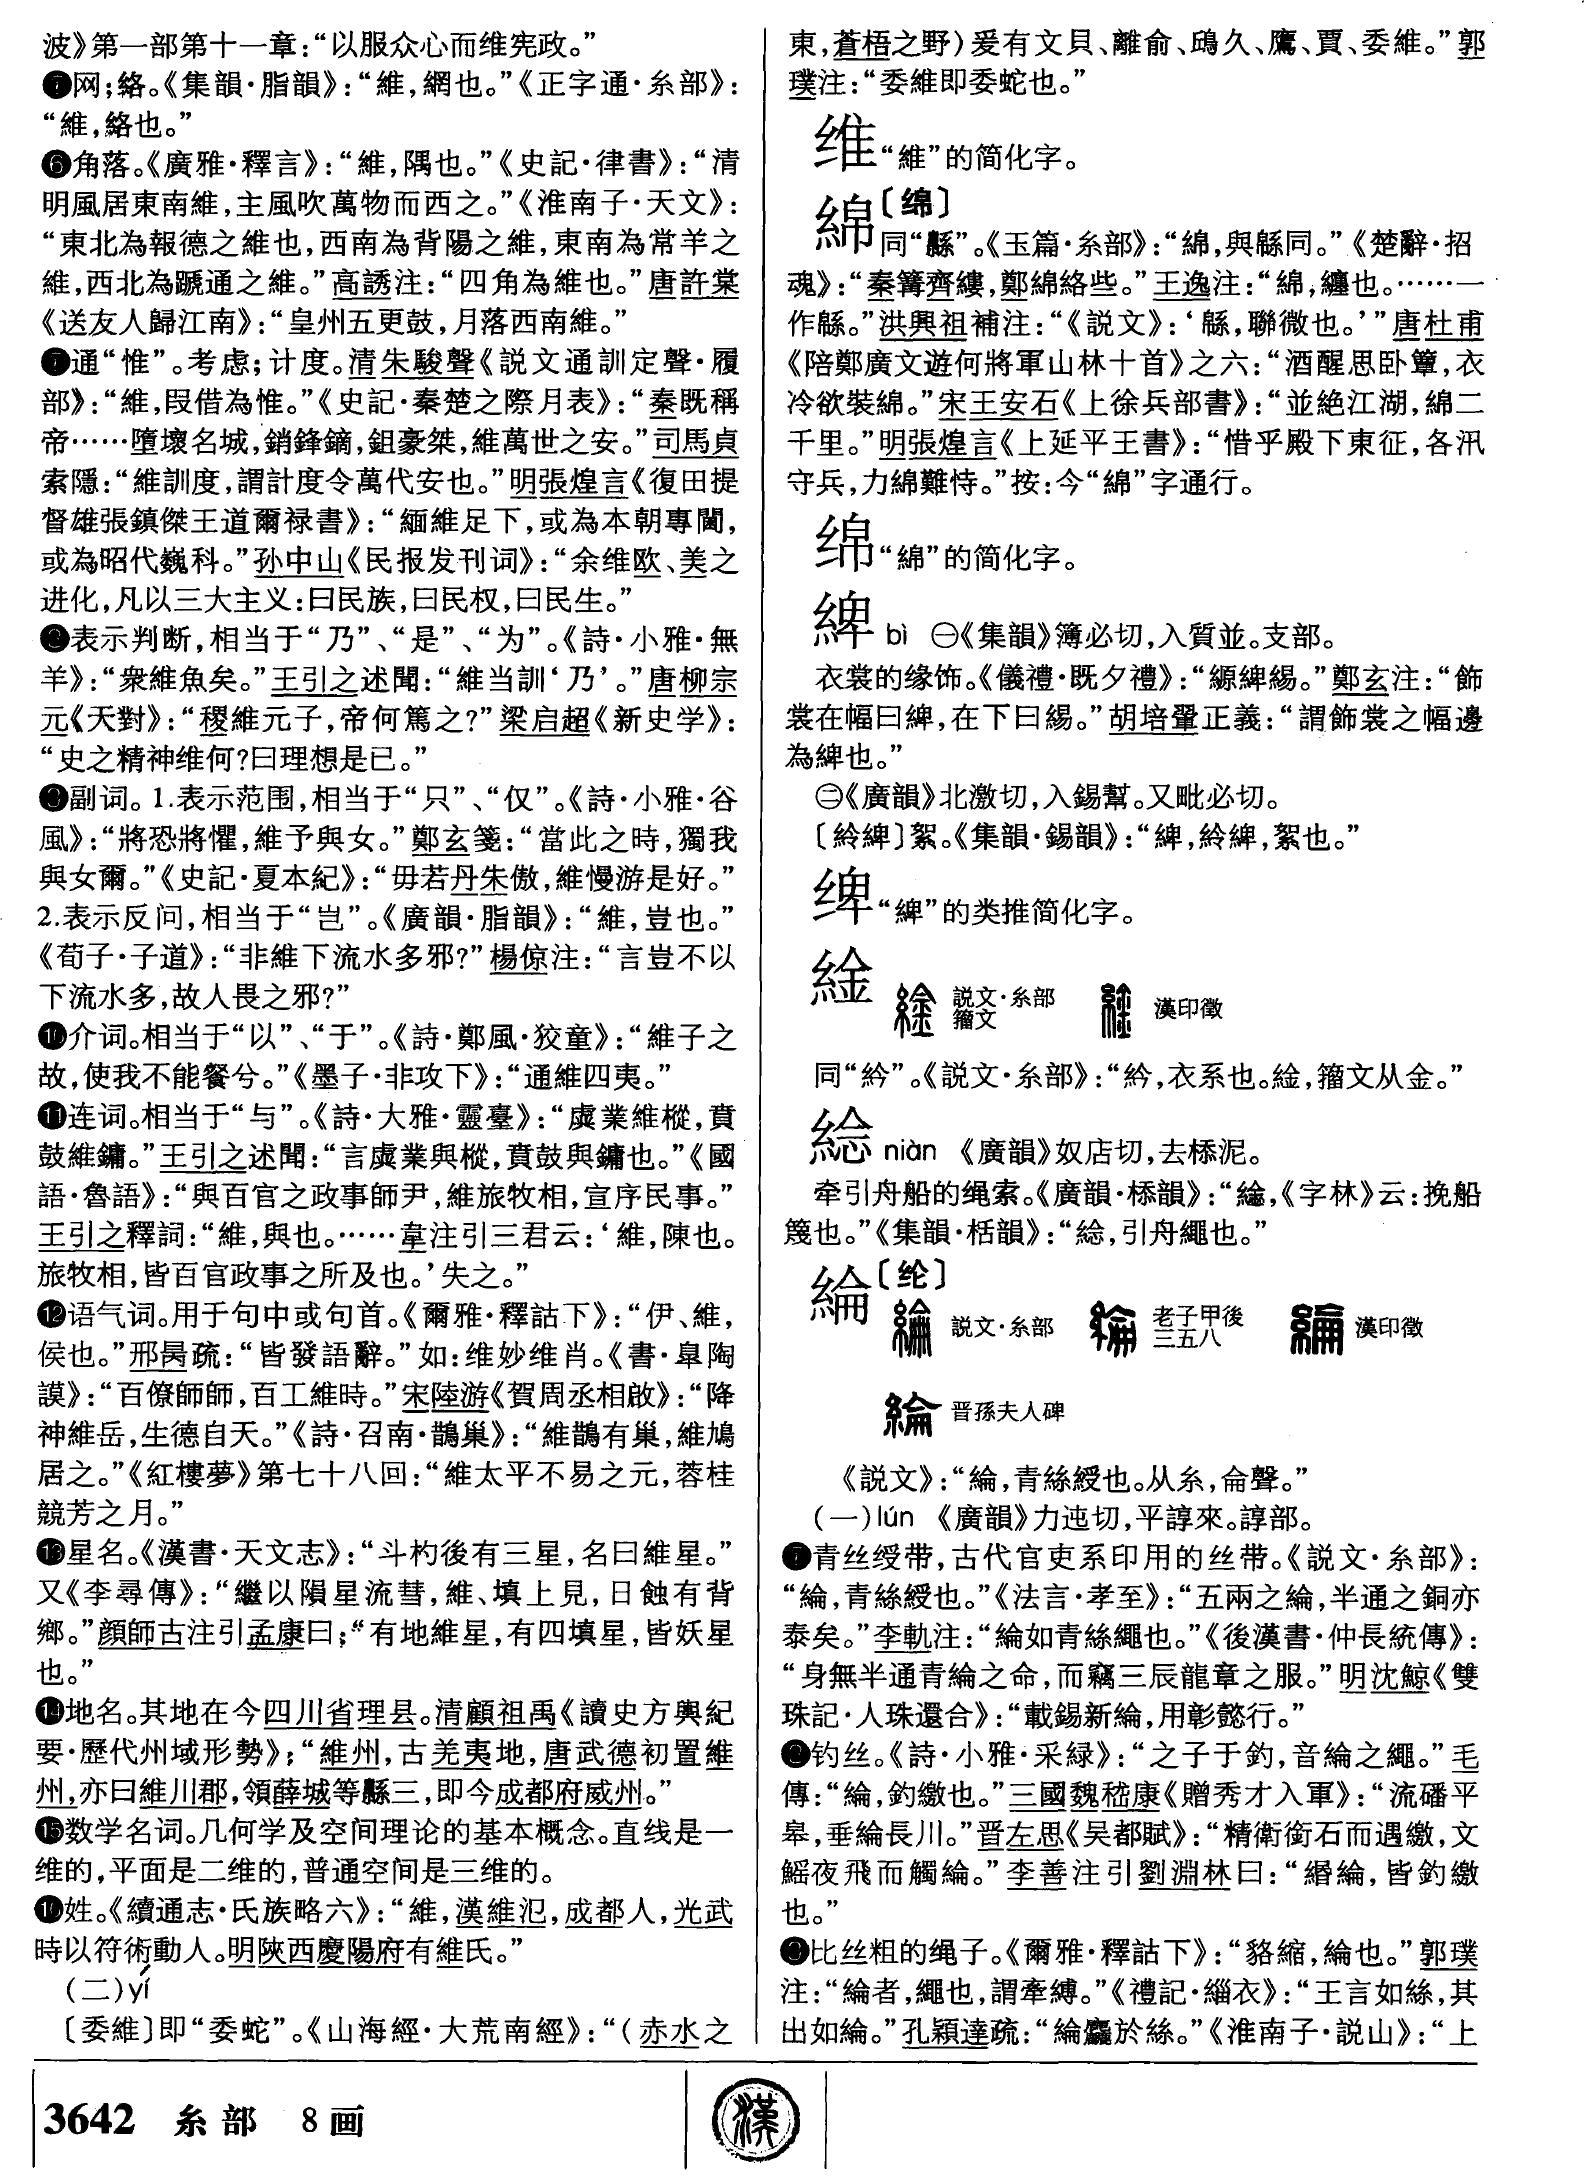 波》第一部第十一章：“以服众心而维宪政。”
❺网；絡。《集韻·脂韻》：“維，網也。”《正字通·糸部》：
“維，絡也。”
❻角落。《廣雅·釋言》：“維，隅也。”《史記·律書》：“清
明風居東南維，主風吹萬物而西之。”《淮南子·天文》：
“東北為報德之維也，西南為背陽之維，東南為常羊之
維，西北為蹏通之維。”高誘注：“四角為維也。”唐許棠
《送友人歸江南》：“皇州五更鼓，月落西南維。”
❼通“惟”。考虑；计度。清朱駿聲《説文通訓定聲·履
部》：“維，叚借為惟。”《史記·秦楚之際月表》：“秦既稱
帝……墮壞名城，銷鋒鏑，鉏豪桀，維萬世之安。”司馬貞
索隱：“維訓度，謂計度令萬代安也。”明張煌言《復田提
督雄張鎮傑王道爾禄書》：“緬維足下，或為本朝專閫，
或為昭代巍科。”孙中山《民报发刊词》：“余维欧、美之
进化，凡以三大主义：曰民族，曰民权，曰民生。”
❽表示判断，相当于“乃”、“是”、“为”。《詩·小雅·無
羊》：“衆維魚矣。”王引之述聞：“維当訓‘乃’。”唐柳宗
元《天對》：“稷維元子，帝何篤之？”梁启超《新史学》：
“史之精神维何？曰理想是已。”
❾副词。1.表示范围，相当于“只”、“仅”。《詩·小雅·谷
風》：“將恐將懼，維予與女。”鄭玄箋：“當此之時，獨我
與女爾。”《史記·夏本紀》：“毋若丹朱傲，維慢游是好。”
2.表示反问，相当于“岂”。《廣韻·脂韻》：“維，豈也。”
《荀子·子道》：“非維下流水多邪？”楊倞注：“言豈不以
下流水多，故人畏之邪？”
❿介词。相当于“以”、“于”。《詩·鄭風·狡童》：“維子之
故，使我不能餐兮。”《墨子·非攻下》：“通維四夷。”
⓫连词。相当于“与”。《詩·大雅·靈臺》：“虡業維樅，賁
鼓維鏞。”王引之述聞：“言虡業與樅，賁鼓與鏞也。”《國
語·魯語》：“與百官之政事師尹，維旅牧相，宣序民事。”
王引之釋詞：“維，與也。……韋注引三君云：‘維，陳也。
旅牧相，皆百官政事之所及也。’失之。”
⓬语气词。用于句中或句首。《爾雅·釋詁下》：“伊、維，
侯也。”邢昺疏：“皆發語辭。”如：维妙维肖。《書·皋陶
謨》：“百僚師師，百工維時。”宋陸游《賀周丞相啟》：“降
神維岳，生德自天。”《詩·召南·鵲巢》：“維鵲有巢，維鳩
居之。”《紅樓夢》第七十八回：“維太平不易之元，蓉桂
競芳之月。”
⓭星名。《漢書·天文志》：“斗杓後有三星，名曰維星。”
又《李尋傳》：“繼以隕星流彗，維、填上見，日蝕有背
鄉。”顔師古注引孟康曰：“有地維星，有四填星，皆妖星
也。”
⓮地名。其地在今四川省理县。清顧祖禹《讀史方輿紀
要·歷代州域形勢》：“維州，古羌夷地，唐武德初置維
州，亦曰維川郡，領薛城等縣三，即今成都府威州。”
⓯数学名词。几何学及空间理论的基本概念。直线是一
维的，平面是二维的，普通空间是三维的。
⓰姓。《續通志·氏族略六》：“維，漢維汜，成都人，光武
時以符術動人。明陝西慶陽府有維氏。”
（二）yí
〔委維〕即“委蛇”。《山海經·大荒南經》：“（赤水之
東，蒼梧之野）爰有文貝、離俞、鴟久、鷹、賈、委維。”郭
璞注：“委維即委蛇也。”
维“維”的简化字。
綿〔绵〕
同“緜”。《玉篇·糸部》：“綿，與緜同。”《楚辭·招
魂》：“秦篝齊縷，鄭綿絡些。”王逸注：“綿，纏也。……一
作緜。”洪興祖補注：“《説文》：‘緜，聯微也。’”唐杜甫
《陪鄭廣文遊何將軍山林十首》之六：“酒醒思卧簟，衣
冷欲裝綿。”宋王安石《上徐兵部書》：“並絶江湖，綿二
千里。”明張煌言《上延平王書》：“惜乎殿下東征，各汛
守兵，力綿難恃。”按：今“綿”字通行。
绵“綿”的简化字。
綼 bì ㊀《集韻》簿必切，入質並。支部。
衣裳的缘饰。《儀禮·既夕禮》：“縓綼緆。”鄭玄注：“飾
裳在幅曰綼，在下曰緆。”胡培翬正義：“謂飾裳之幅邊
為綼也。”
㊁《廣韻》北激切，入錫幫。又毗必切。
〔紷綼〕絮。《集韻·錫韻》：“綼，紷綼，絮也。”
𫄥“綼”的类推简化字。
絟 説文·糸部籀文 漢印徵
同“紟”。《説文·糸部》：“紟，衣系也。䋮，籀文从金。”
綛 niàn 《廣韻》奴店切，去㮇泥。
牵引舟船的绳索。《廣韻·㮇韻》：“綸，《字林》云：挽船
篾也。”《集韻·栝韻》：“綛，引舟繩也。”
綸〔纶〕
説文·糸部 老子甲後三五八 漢印徵
晋孫夫人碑
《説文》：“綸，青絲綬也。从糸，侖聲。”
（一）lún 《廣韻》力迍切，平諄來。諄部。
❶青丝绶带，古代官吏系印用的丝带。《説文·糸部》：
“綸，青絲綬也。”《法言·孝至》：“五兩之綸，半通之銅亦
泰矣。”李軌注：“綸如青絲繩也。”《後漢書·仲長統傳》：
“身無半通青綸之命，而竊三辰龍章之服。”明沈鯨《雙
珠記·人珠還合》：“載錫新綸，用彰懿行。”
❷钓丝。《詩·小雅·采緑》：“之子于釣，言綸之繩。”毛
傳：“綸，釣繳也。”三國魏嵇康《贈秀才入軍》：“流磻平
皋，垂綸長川。”晋左思《吴都賦》：“精衛銜石而遇繳，文
鰩夜飛而觸綸。”李善注引劉淵林曰：“緡綸，皆釣繳
也。”
❸比丝粗的绳子。《爾雅·釋詁下》：“貉縮，綸也。”郭璞
注：“綸者，繩也，謂牽縛。”《禮記·緇衣》：“王言如絲，其
出如綸。”孔穎達疏：“綸麤於絲。”《淮南子·説山》：“上
3642 糸部 8画
漢